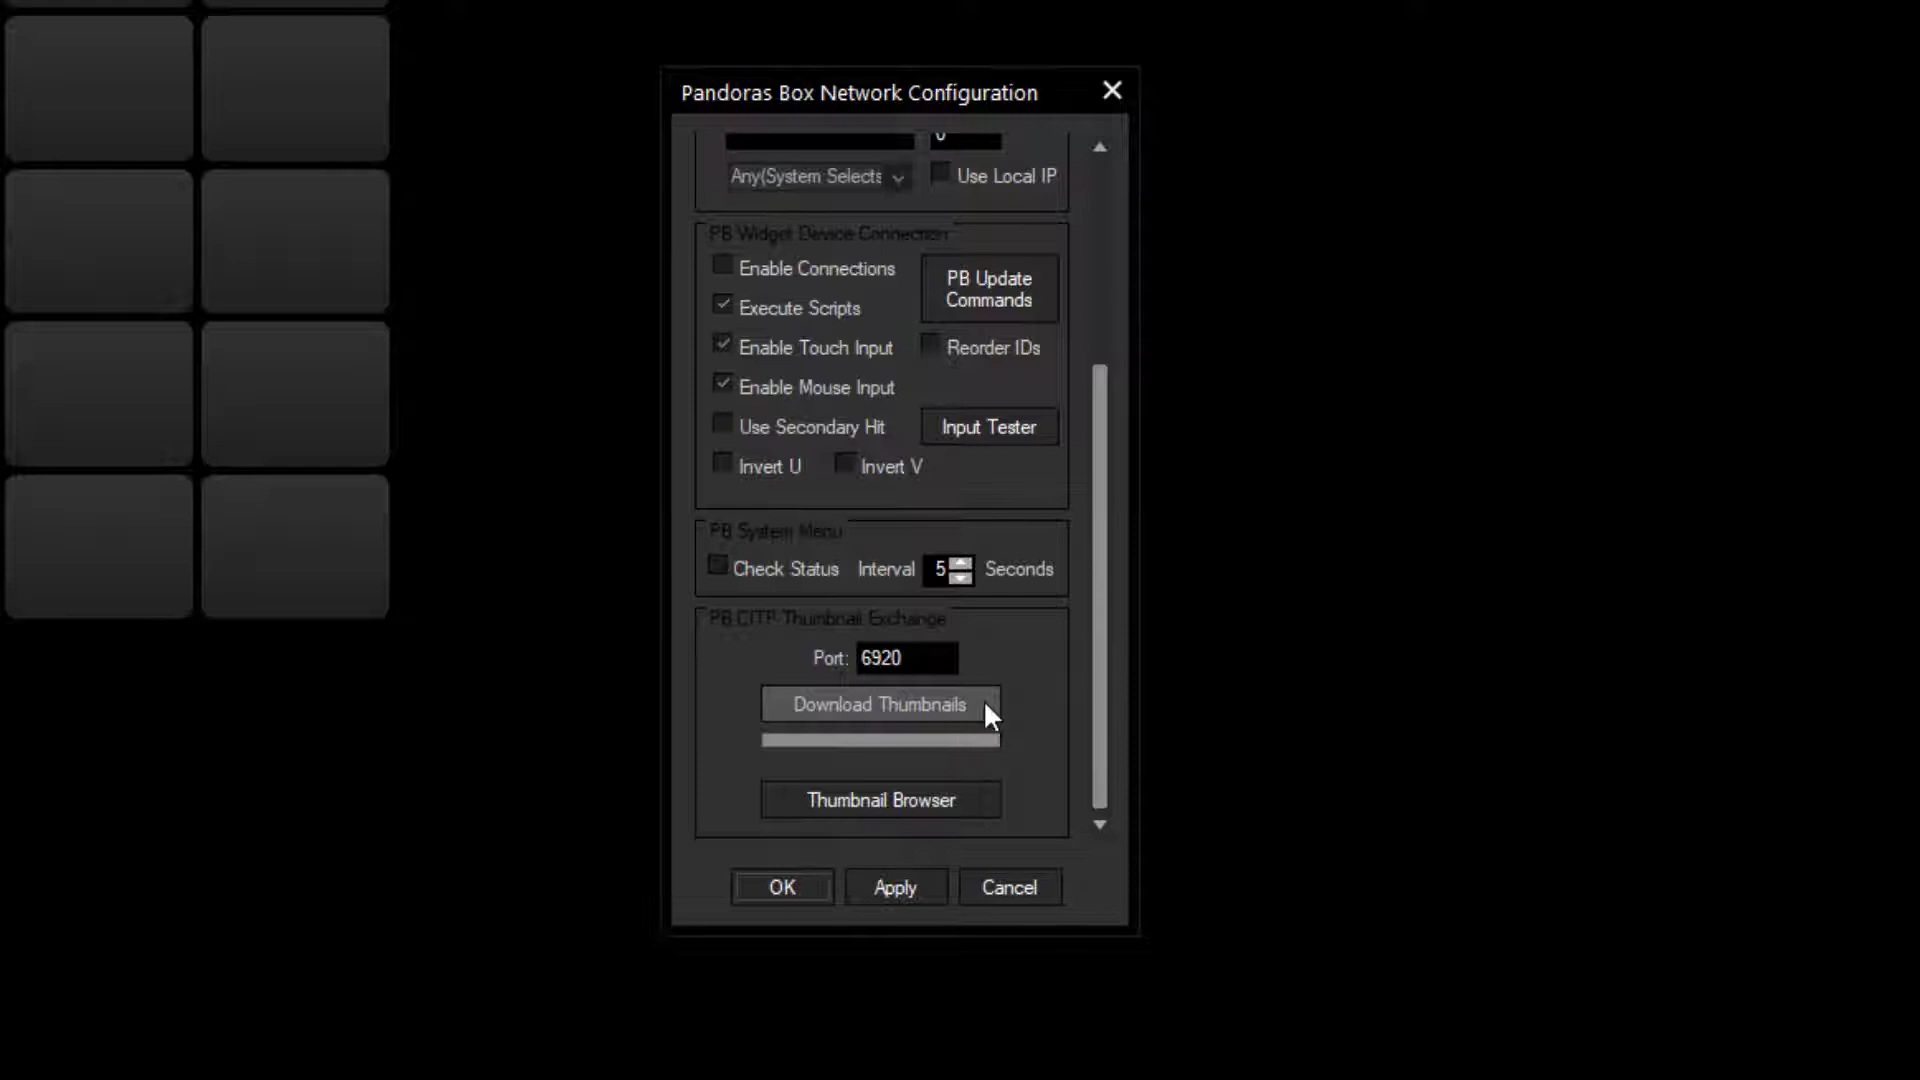 Pandoras Box Network Configuration
0
Any(System Selects
Use Local IP
PB Widget Device Connection
Enable Connections
PB Update
Commands
Execute Scripts
Enable Touch Input
Reorder IDs
Enable Mouse Input
Use Secondary Hit
Input Tester
Invert U
Invert V
PB System Menu
Check Status
Interval
5
Seconds
PB CITP Thumbnail Exchange
Port:
6920
Download Thumbnails
Thumbnail Browser
OK
Apply
Cancel